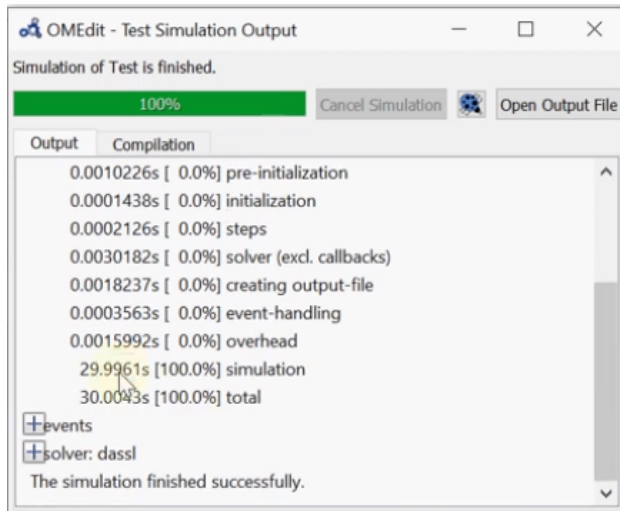 OMEdit - Test Simulation Output
Simulation of Test is finished.
100% Cancel Simulation Open Output File
Output Compilation
0.0010226s [ 0.0%] pre-initialization
0.0001438s [ 0.0%] initialization
0.0002126s [ 0.0%] steps
0.0030182s [ 0.0%] solver (excl. callbacks)
0.0018237s [ 0.0%] creating output-file
0.0003563s [ 0.0%] event-handling
0.0015992s [ 0.0%] overhead
29.9961s [100.0%] simulation
30.0043s [100.0%] total
events
solver: dassl
The simulation finished successfully.